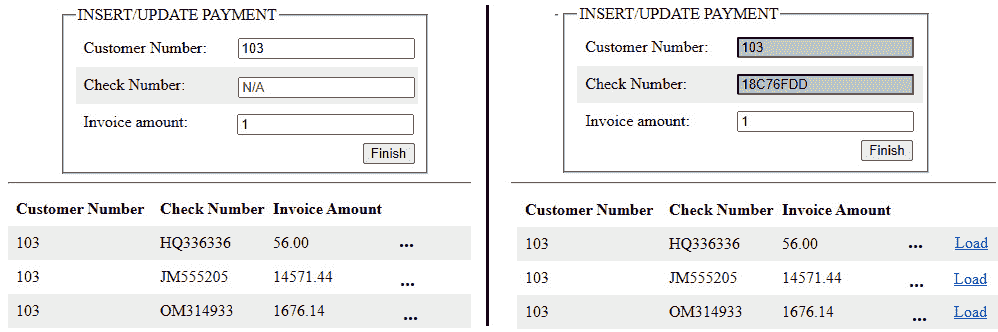 INSERT/UPDATE PAYMENT
Customer Number: 103
Check Number: N/A
Invoice amount: 1
Finish
Customer Number Check Number Invoice Amount
103 HQ336336 56.00 ...
103 JM555205 14571.44 ...
103 OM314933 1676.14 ...
INSERT/UPDATE PAYMENT
Customer Number: 103
Check Number: 18C76FDD
Invoice amount: 1
Finish
Customer Number Check Number Invoice Amount
103 HQ336336 56.00 ... Load
103 JM555205 14571.44 ... Load
103 OM314933 1676.14 ... Load